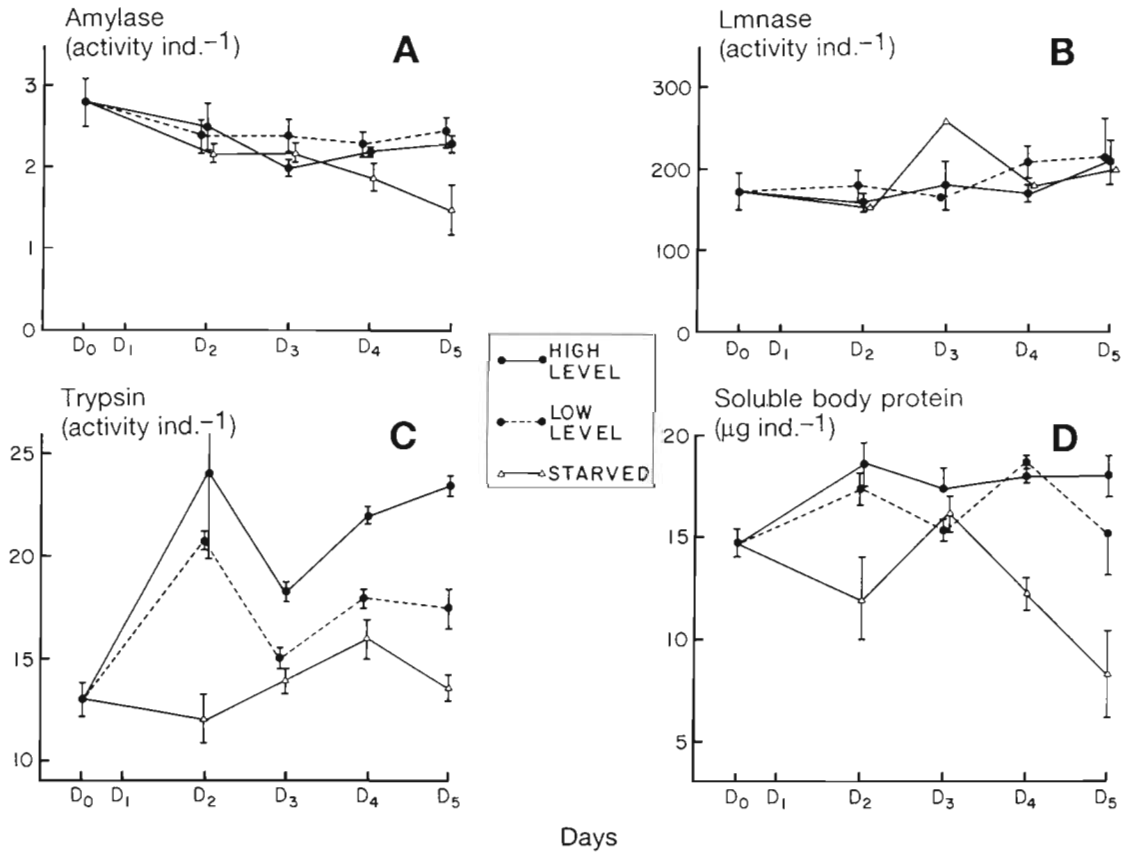 Amylase
(activity ind.⁻¹)
A
3
2
1
0
D₀ D₁ D₂ D₃ D₄ D₅
Lmnase
(activity ind.⁻¹)
B
300
200
100
0
D₀ D₁ D₂ D₃ D₄ D₅
HIGH
LEVEL
LOW
LEVEL
STARVED
Trypsin
(activity ind.⁻¹)
C
25
20
15
10
D₀ D₁ D₂ D₃ D₄ D₅
Soluble body protein
(µg ind.⁻¹)
D
20
15
10
5
D₀ D₁ D₂ D₃ D₄ D₅
Days